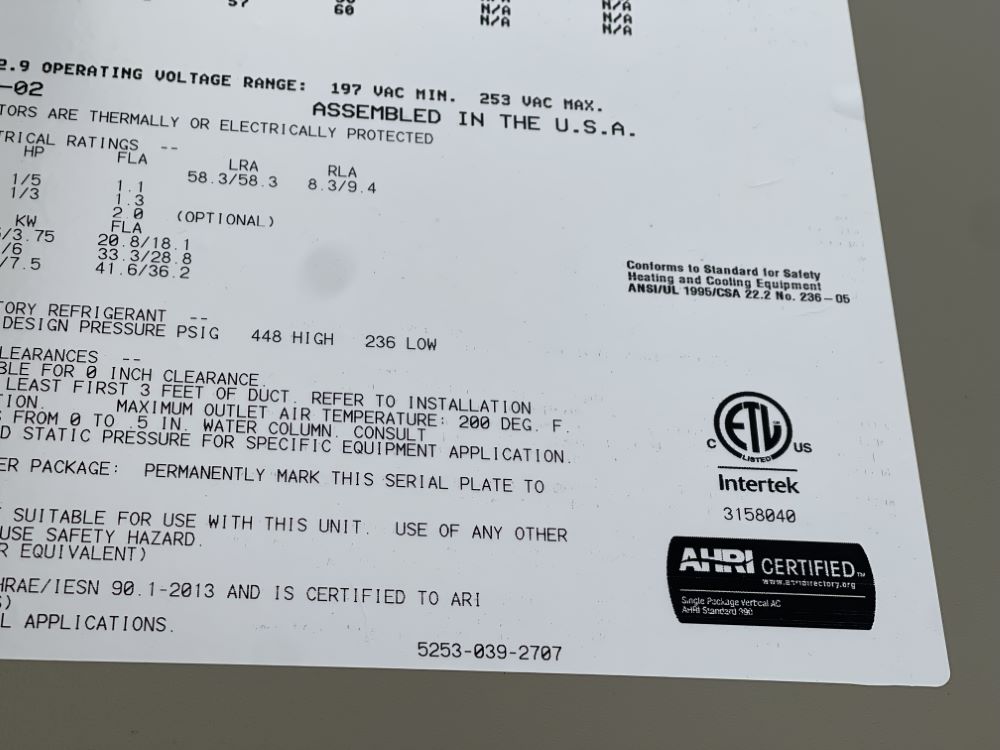 57
60
N/A
N/A
N/A
N/A
N/A
2.9 OPERATING VOLTAGE RANGE: 197 VAC MIN. 253 VAC MAX.
-02
ASSEMBLED IN THE U.S.A.
TORS ARE THERMALLY OR ELECTRICALLY PROTECTED
TRICAL RATINGS --
HP FLA LRA RLA
58.3/58.3 8.3/9.4
1/5 1.1
1/3 1.3
2.0 (OPTIONAL)
KW FLA
/3.75 20.8/18.1
/6 33.3/28.8
/7.5 41.6/36.2
Conforms to Standard for Safety
Heating and Cooling Equipment
ANSI/UL 1995/CSA 22.2 No. 236-05
TORY REFRIGERANT --
DESIGN PRESSURE PSIG 448 HIGH 236 LOW
LEARANCES --
BLE FOR 0 INCH CLEARANCE.
LEAST FIRST 3 FEET OF DUCT. REFER TO INSTALLATION
TION. MAXIMUM OUTLET AIR TEMPERATURE: 200 DEG. F.
FROM 0 TO .5 IN. WATER COLUMN. CONSULT
D STATIC PRESSURE FOR SPECIFIC EQUIPMENT APPLICATION.
ER PACKAGE: PERMANENTLY MARK THIS SERIAL PLATE TO
SUITABLE FOR USE WITH THIS UNIT. USE OF ANY OTHER
USE SAFETY HAZARD.
R EQUIVALENT)
HRAE/IESN 90.1-2013 AND IS CERTIFIED TO ARI
)
L APPLICATIONS.
5253-039-2707
C ETL US
LISTED
Intertek
3158040
AHRI CERTIFIED™
www.ahridirectory.org
Single Package Vertical AC
AHRI Standard 390